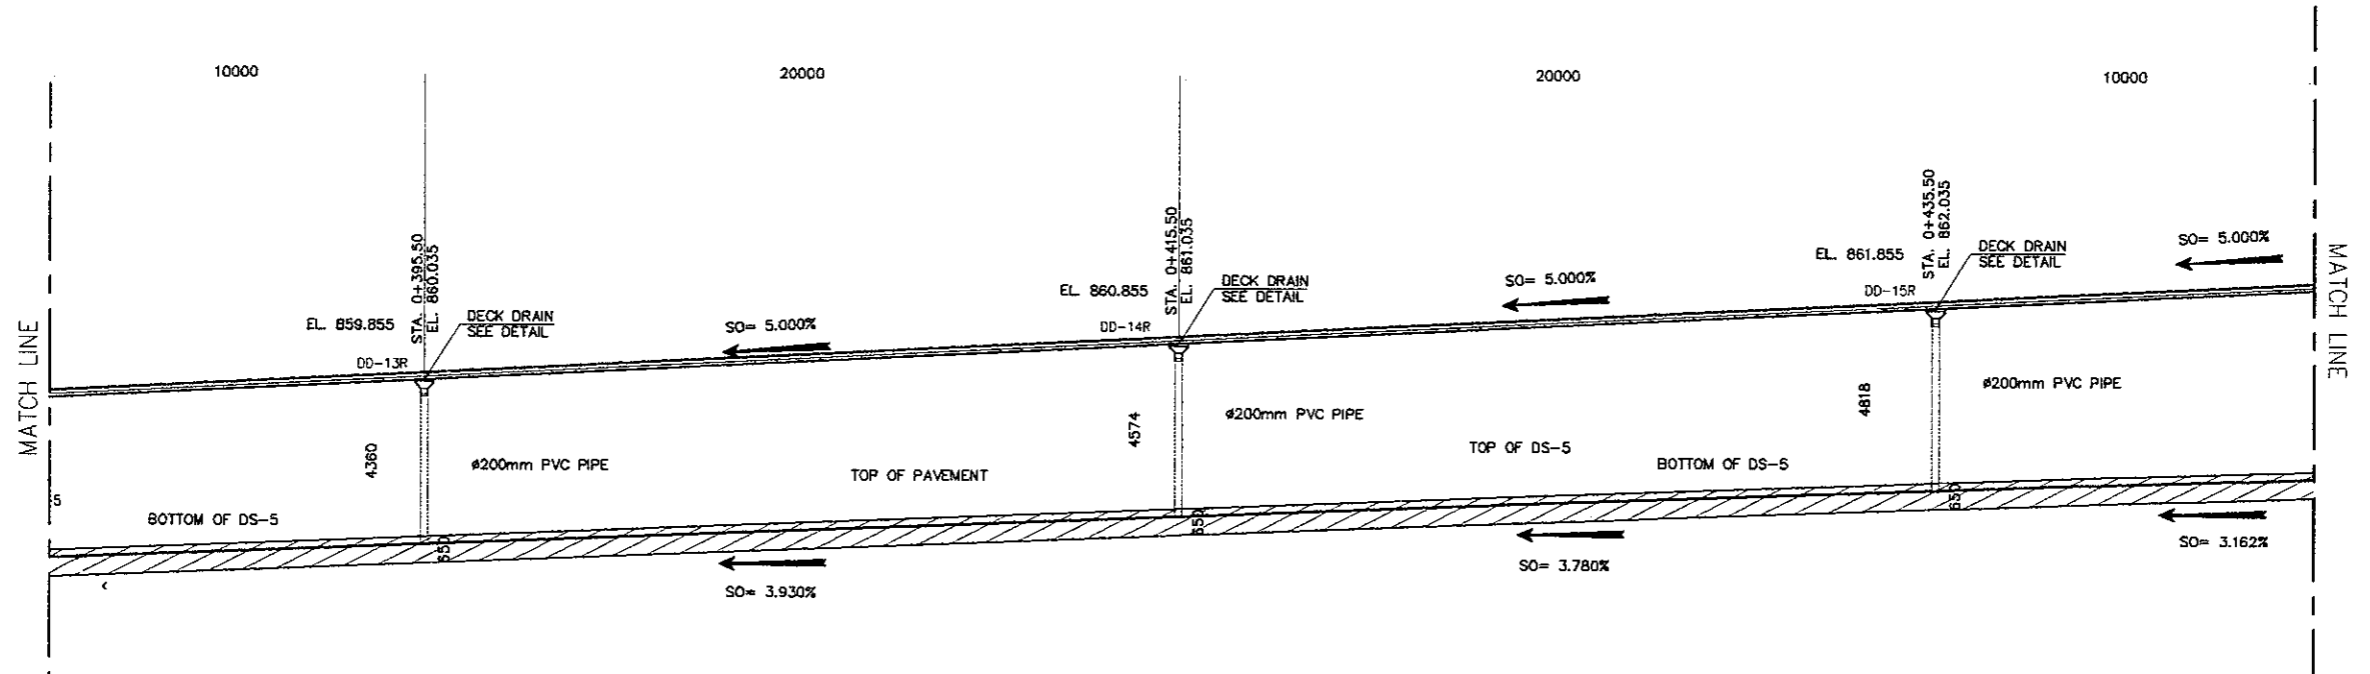 10000
20000
20000
10000
STA. 0+395.50
EL. 860.035
STA. 0+415.50
EL. 861.035
STA. 0+435.50
EL. 862.035
EL. 859.855
DECK DRAIN
SEE DETAIL
DD-13R
SO= 5.000%
EL. 860.855
DECK DRAIN
SEE DETAIL
DD-14R
SO= 5.000%
EL. 861.855
DECK DRAIN
SEE DETAIL
DD-15R
SO= 5.000%
MATCH LINE
MATCH LINE
4360
ø200mm PVC PIPE
4574
ø200mm PVC PIPE
4818
ø200mm PVC PIPE
TOP OF PAVEMENT
TOP OF DS-5
BOTTOM OF DS-5
5
BOTTOM OF DS-5
650
650
650
SO= 3.930%
SO= 3.780%
SO= 3.162%